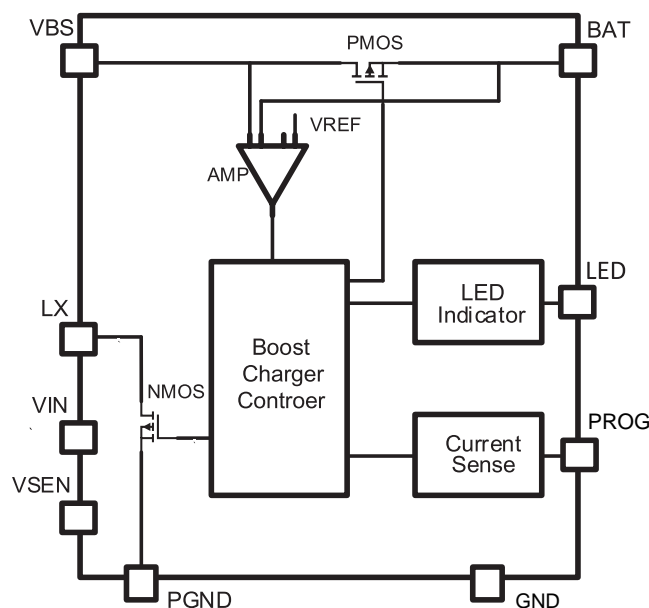 VBS
PMOS
BAT
VREF
AMP
LED
LX
LED
Indicator
Boost
Charger
Controer
NMOS
VIN
PROG
Current
Sense
VSEN
PGND
GND